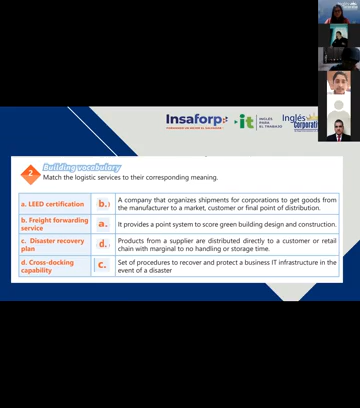 Insaforp
it
INGLÉS
PARA
EL TRABAJO
Inglés
Corporativo
2
Building vocabulary
Match the logistic services to their corresponding meaning.
a. LEED certification
b.
A company that organizes shipments for corporations to get goods from
the manufacturer to a market, customer or final point of distribution.
b. Freight forwarding
service
a.
It provides a point system to score green building design and construction.
c. Disaster recovery
plan
d.
Products from a supplier are distributed directly to a customer or retail
chain with marginal to no handling or storage time.
d. Cross-docking
capability
c.
Set of procedures to recover and protect a business IT infrastructure in the
event of a disaster